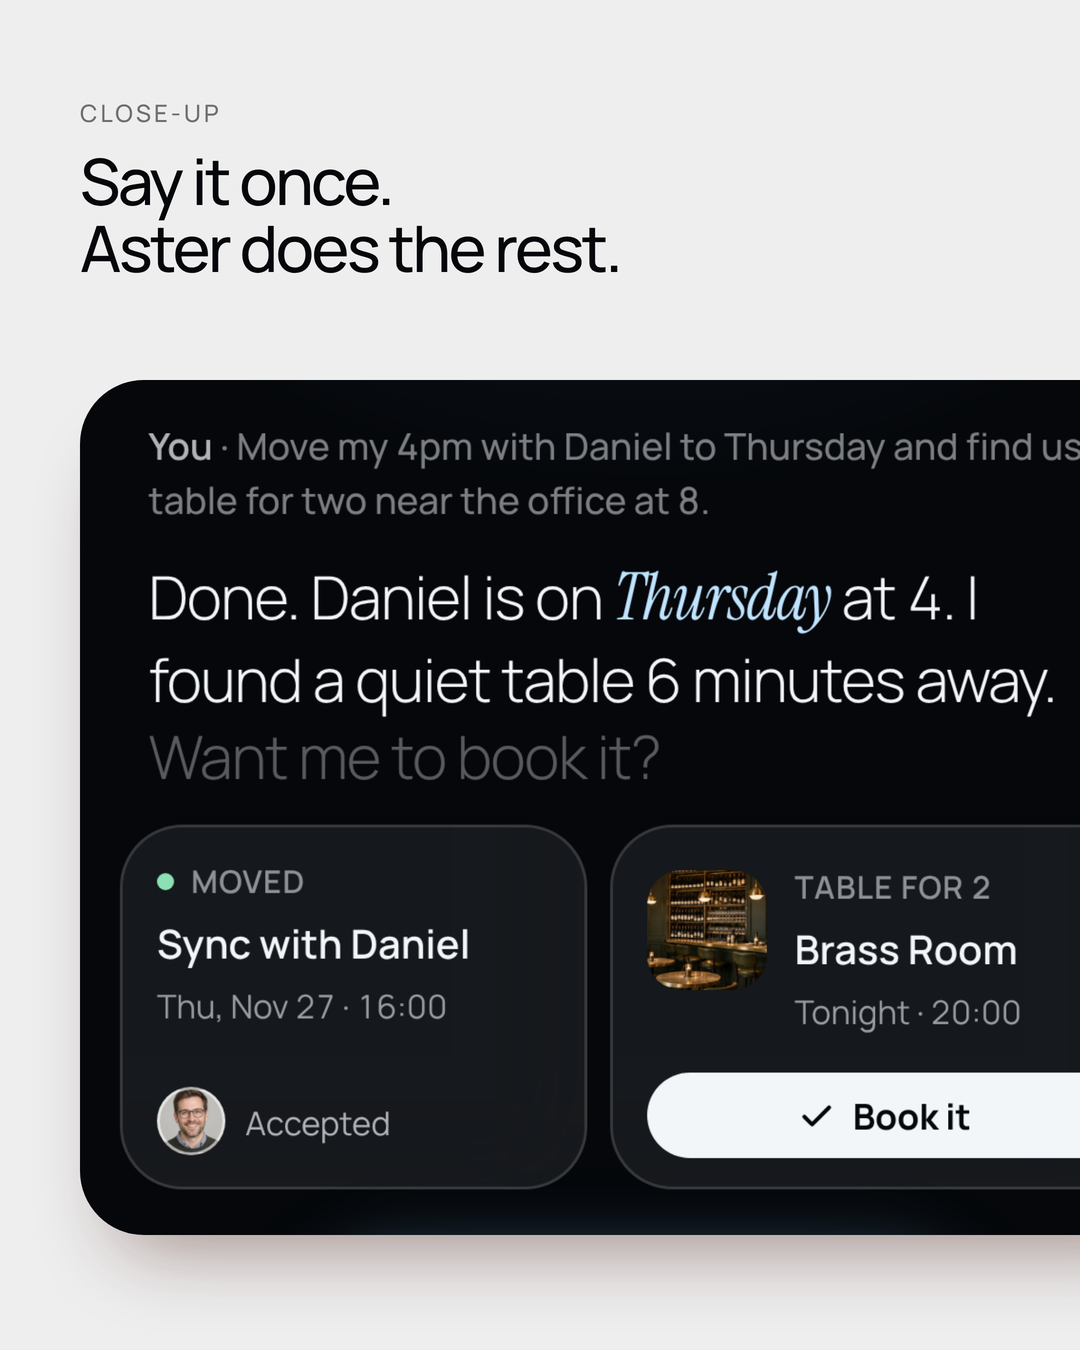 CLOSE-UP
Say it once.
Aster does the rest.
You · Move my 4pm with Daniel to Thursday and find us
table for two near the office at 8.
Done. Daniel is on Thursday at 4. I
found a quiet table 6 minutes away.
Want me to book it?
MOVED
Sync with Daniel
Thu, Nov 27 · 16:00
Accepted
TABLE FOR 2
Brass Room
Tonight · 20:00
Book it